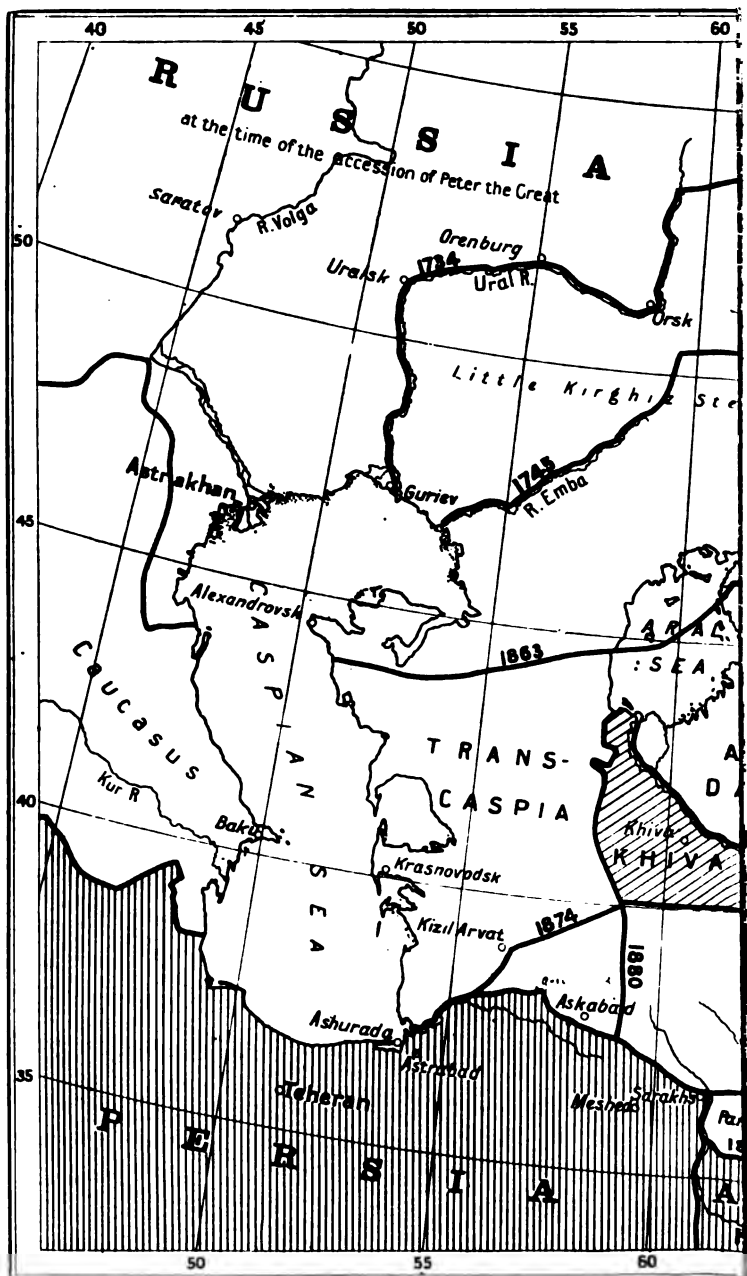 40 45 50 55 60
RUSSIA
at the time of the accession of Peter the Great
Saratov
R. Volga
50
Orenburg
Uralsk
1734
Ural R.
Orsk
Little Kirghiz Ste
Astrakhan
Guriev
1745
R. Emba
45
Alexandrovsk
ARAL
SEA
1863
CASPIAN SEA
Caucasus
TRANS-
CASPIA
A
DA
Kur R
40
Baku
Khiva
KHIVA
Krasnovodsk
Kizil Arvat
1874
1880
Askabad
Ashurada
Astrabad
35
Teheran
Meshed
Sarakhs
PERSIA
A
50 55 60